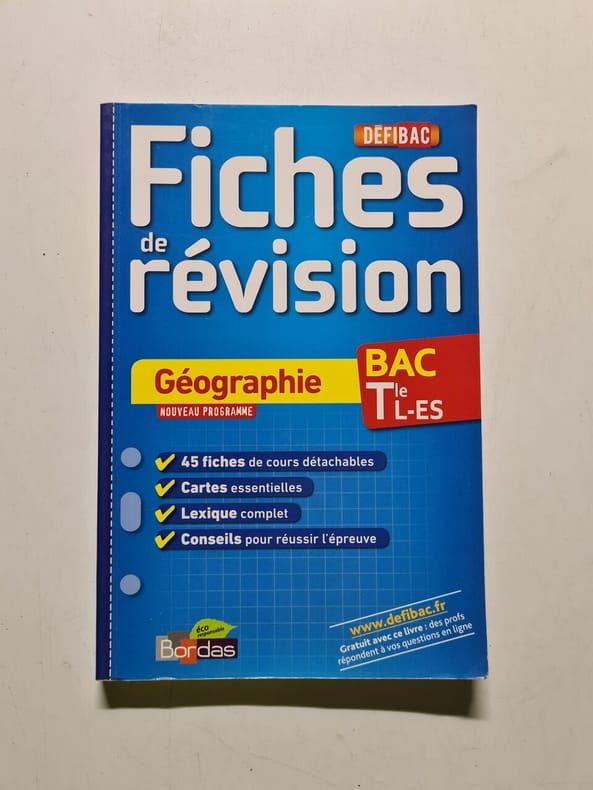 DÉFIBAC
Fiches
de
révision
Géographie
NOUVEAU PROGRAMME
BAC
Tle
L-ES
45 fiches de cours détachables
Cartes essentielles
Lexique complet
Conseils pour réussir l'épreuve
éco
responsable
Bordas
www.defibac.fr
Gratuit avec ce livre : des profs
répondent à vos questions en ligne